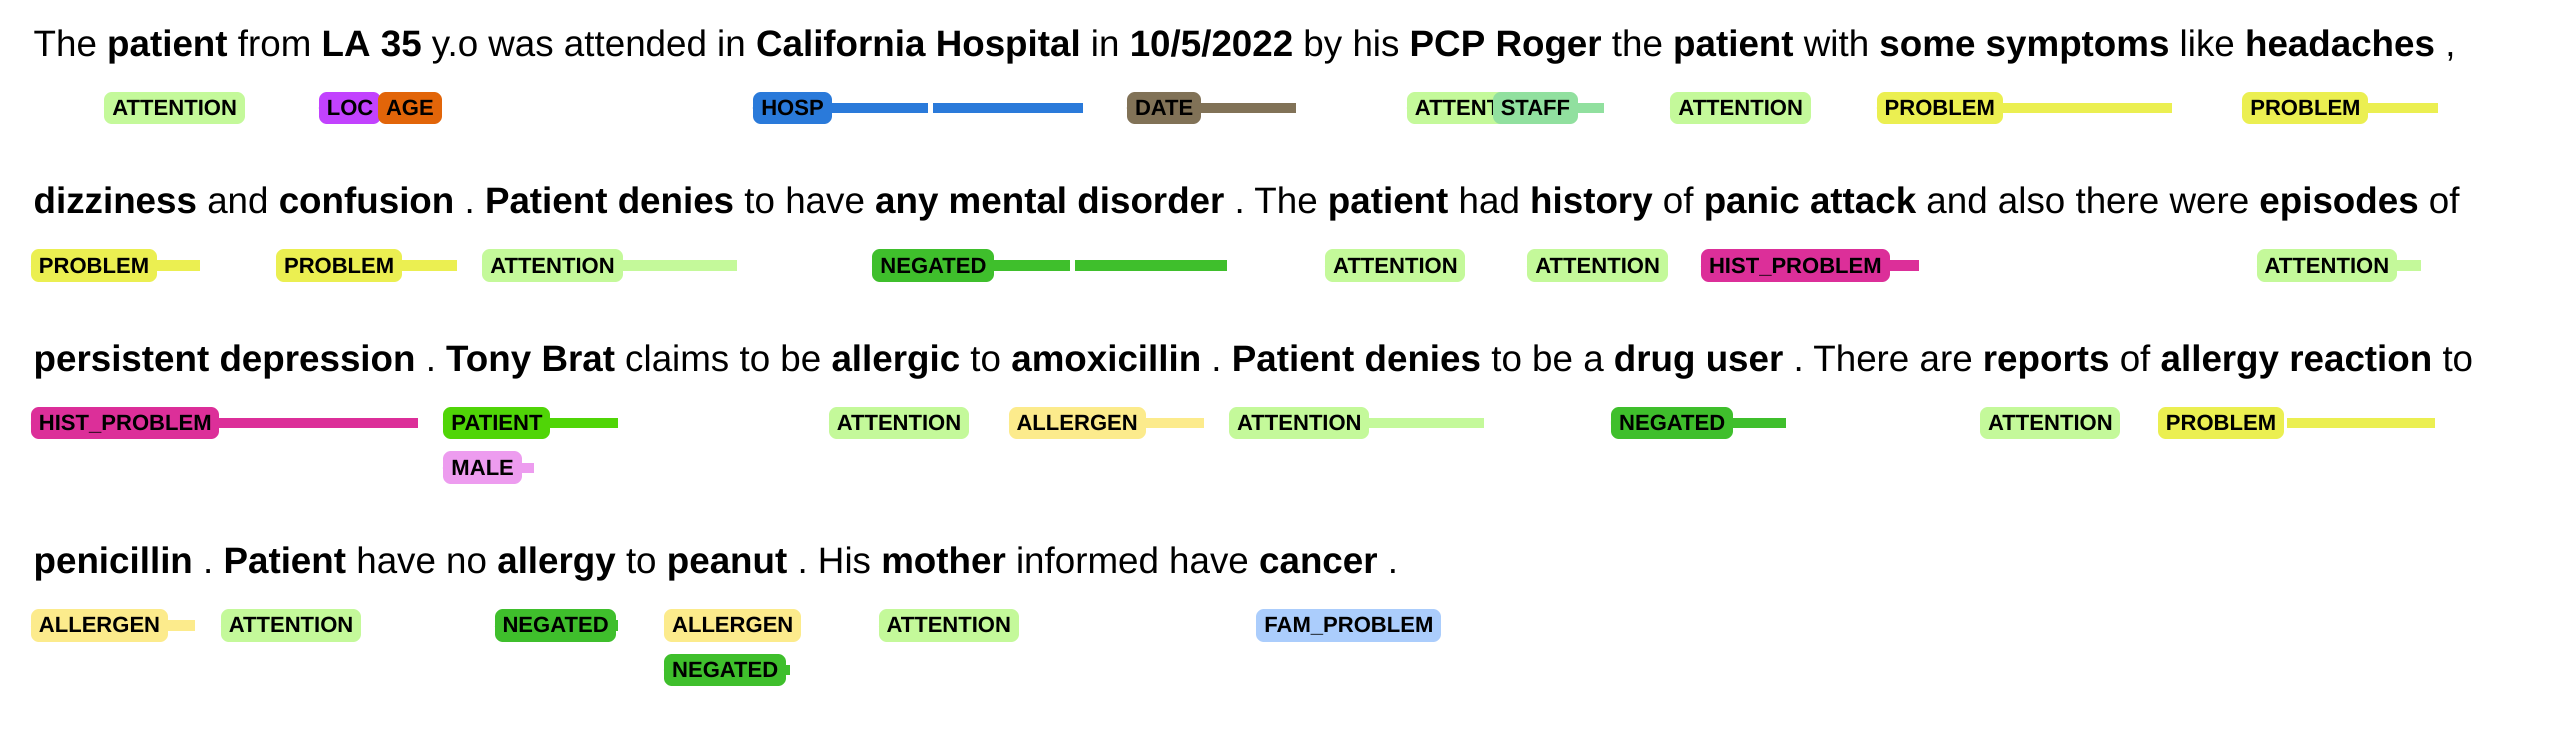 The patient from LA 35 y.o was attended in California Hospital in 10/5/2022 by his PCP Roger the patient with some symptoms like headaches ,
ATTENTION LOC AGE HOSP DATE ATTENT STAFF ATTENTION PROBLEM PROBLEM
dizziness and confusion . Patient denies to have any mental disorder . The patient had history of panic attack and also there were episodes of
PROBLEM PROBLEM ATTENTION NEGATED ATTENTION ATTENTION HIST_PROBLEM ATTENTION
persistent depression . Tony Brat claims to be allergic to amoxicillin . Patient denies to be a drug user . There are reports of allergy reaction to
HIST_PROBLEM PATIENT ATTENTION ALLERGEN ATTENTION NEGATED ATTENTION PROBLEM
MALE
penicillin . Patient have no allergy to peanut . His mother informed have cancer .
ALLERGEN ATTENTION NEGATED ALLERGEN ATTENTION FAM_PROBLEM
NEGATED